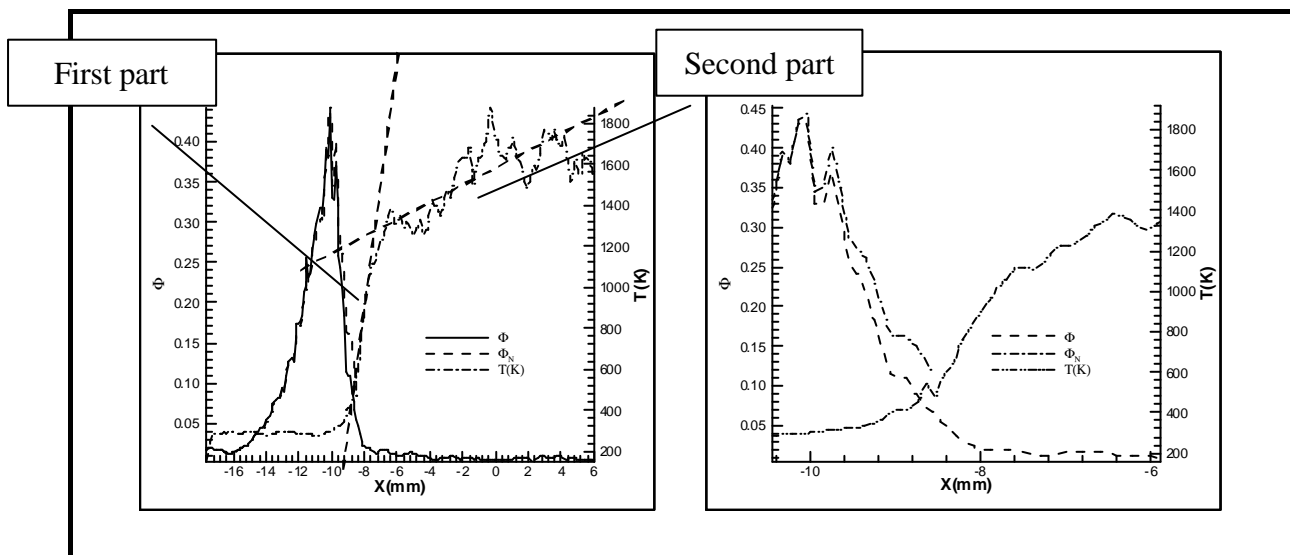 First part
Second part
0.40
0.35
0.30
0.25
0.20
0.15
0.10
0.05
Φ
1800
1600
1400
1200
1000
800
600
400
200
T(K)
Φ
Φ_N
T(K)
-16 -14 -12 -10 -8 -6 -4 -2 0 2 4 6
X(mm)
0.45
0.40
0.35
0.30
0.25
0.20
0.15
0.10
0.05
Φ
1800
1600
1400
1200
1000
800
600
400
200
T(K)
Φ
Φ_N
T(K)
-10 -8 -6
X(mm)